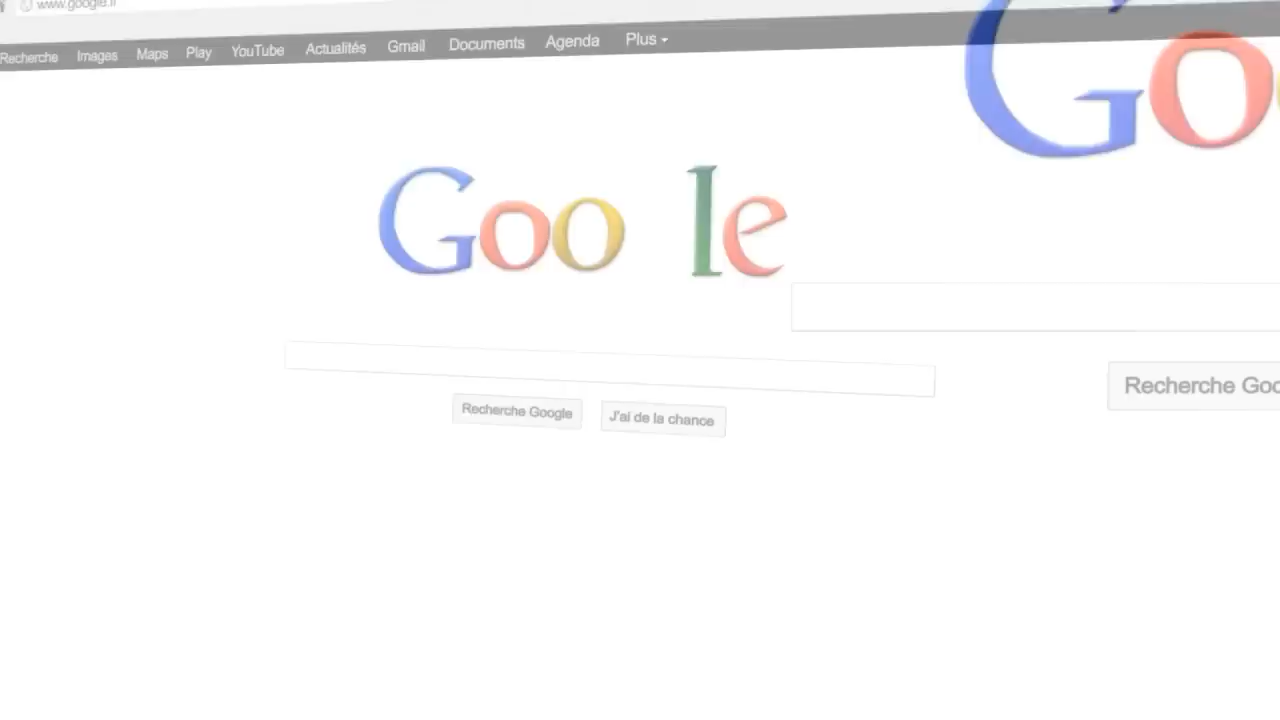 www.google.fr
Recherche Images Maps Play YouTube Actualités Gmail Documents Agenda Plus
Goo le
Go
Recherche Goo
Recherche Google J'ai de la chance